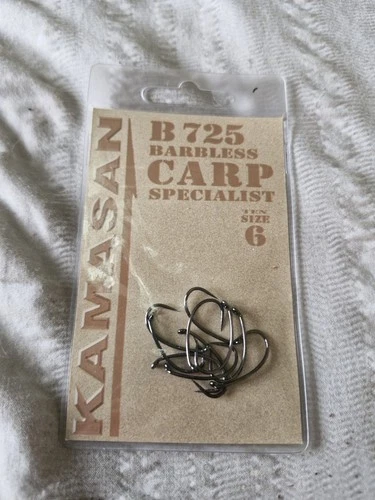 B 725
BARBLESS
CARP
SPECIALIST
TEN
SIZE
6
KAMASAN